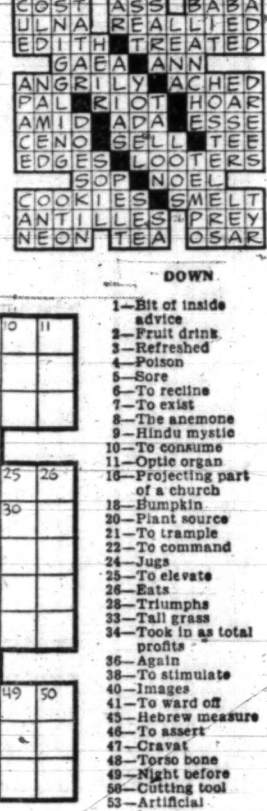 COST ASS BABA
ULNA REALLIED
EDITH TREATED
GAEA ANN
ANGRILY ACHED
PAL RIOT HOAR
AMID ADA ESSE
CENO SELL TEE
EDGES LOOTERS
SOP NOEL
COOKIES SMELT
ANTILLES PREY
NEON TEA OSAR
DOWN
1—Bit of inside
advice
2—Fruit drink
3—Refreshed
4—Poison
5—Sore
6—To recline
7—To exist
8—The anemone
9—Hindu mystic
10—To consume
11—Optic organ
16—Projecting part
of a church
18—Bumpkin
20—Plant source
21—To trample
22—To command
24—Jugs
25—To elevate
26—Eats
28—Triumphs
33—Tall grass
34—Took in as total
profits
36—Again
38—To stimulate
40—Images
41—To ward off
45—Hebrew measure
46—To assert
47—Cravat
48—Torso bone
49—Night before
50—Cutting tool
53—Artificial
10 11
25 26
30
49 50